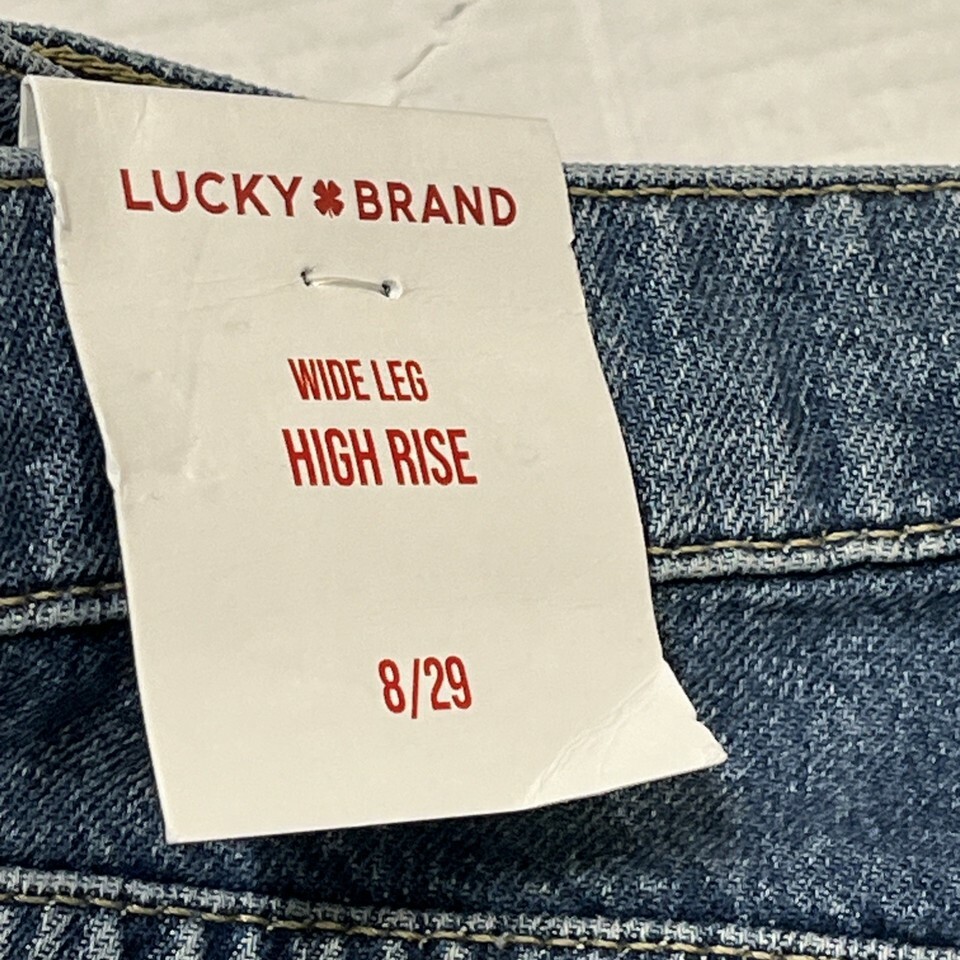 LUCKY BRAND
WIDE LEG
HIGH RISE
8/29